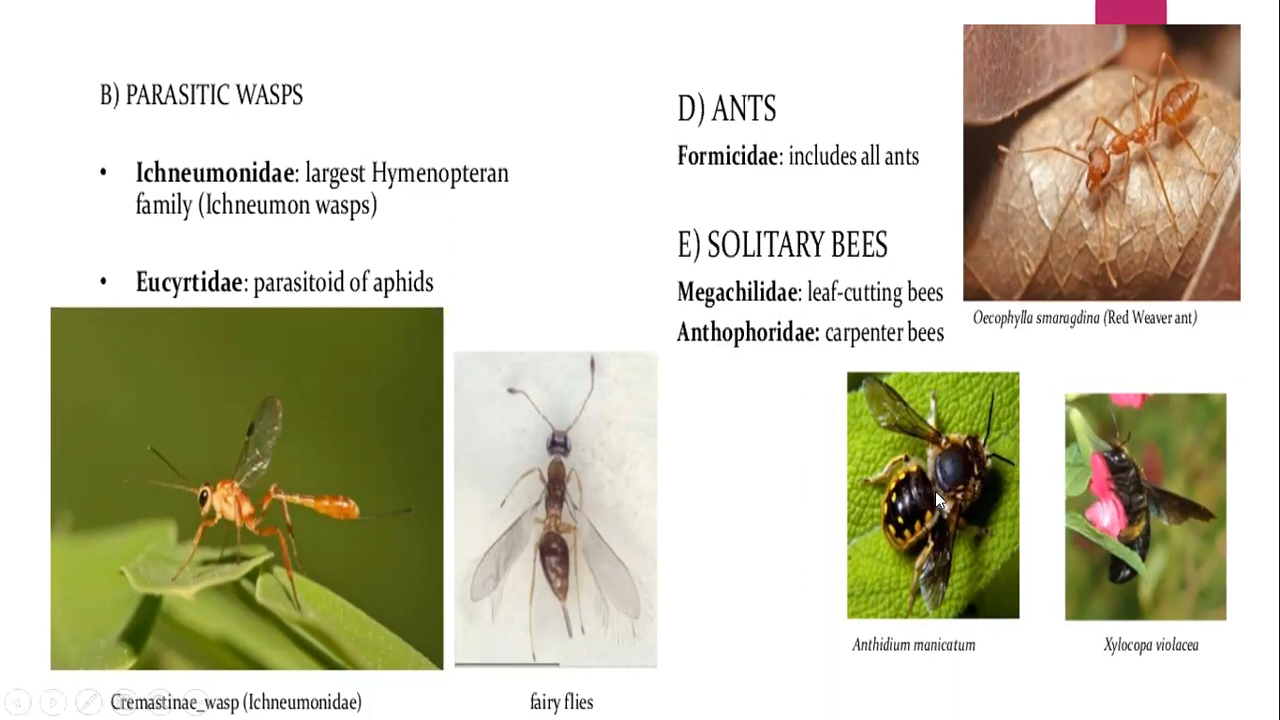 B) PARASITIC WASPS
• Ichneumonidae: largest Hymenopteran
family (Ichneumon wasps)
• Eucyrtidae: parasitoid of aphids
Cremastinae_wasp (Ichneumonidae)
fairy flies
D) ANTS
Formicidae: includes all ants
E) SOLITARY BEES
Megachilidae: leaf-cutting bees
Anthophoridae: carpenter bees
Oecophylla smaragdina (Red Weaver ant)
Anthidium manicatum
Xylocopa violacea